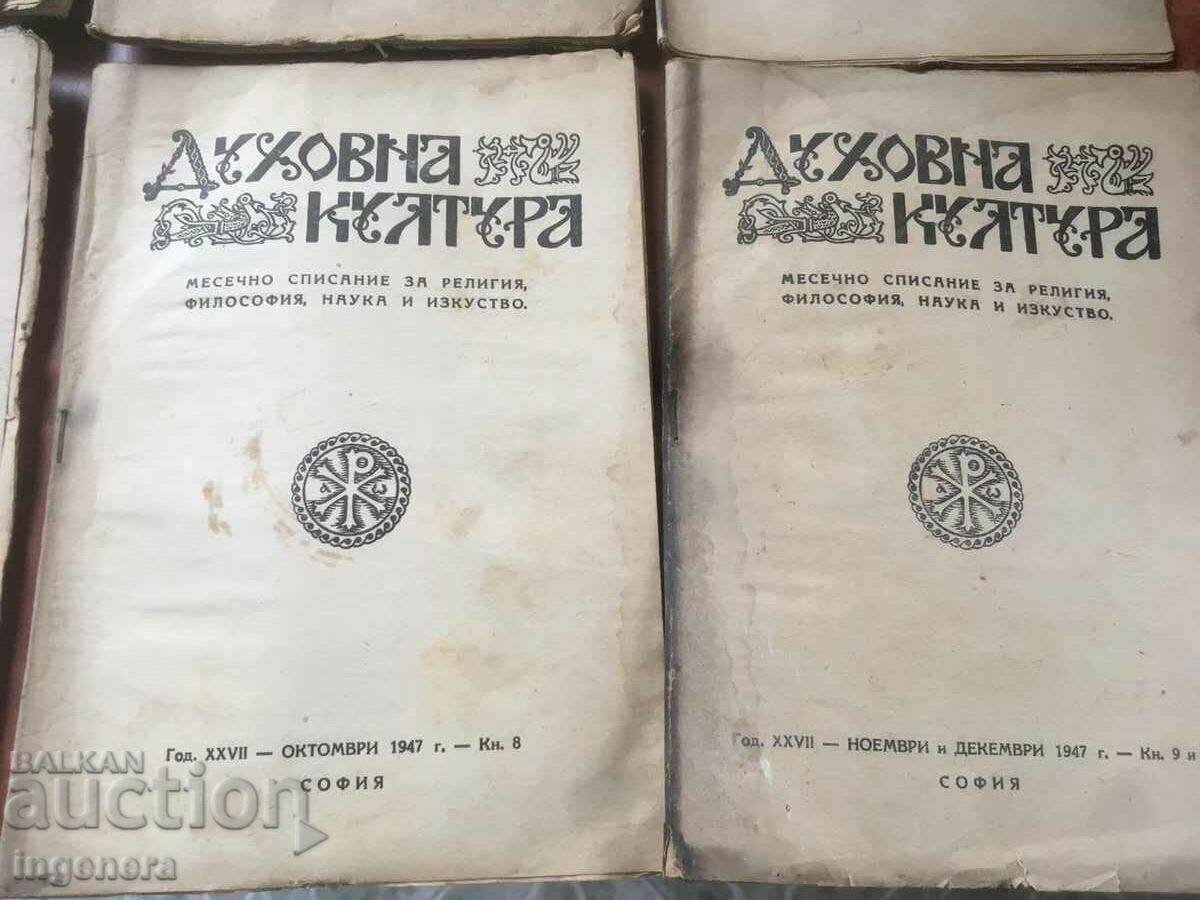 ДУХОВНА
КУЛТУРА
МЕСЕЧНО СПИСАНИЕ ЗА РЕЛИГИЯ,
ФИЛОСОФИЯ, НАУКА И ИЗКУСТВО.
Год. XXVII — ОКТОМВРИ 1947 г. — Кн. 8
СОФИЯ
ДУХОВНА
КУЛТУРА
МЕСЕЧНО СПИСАНИЕ ЗА РЕЛИГИЯ,
ФИЛОСОФИЯ, НАУКА И ИЗКУСТВО.
Год. XXVII — НОЕМВРИ и ДЕКЕМВРИ 1947 г. — Кн. 9 и
СОФИЯ
BALKAN
auction
ingenera